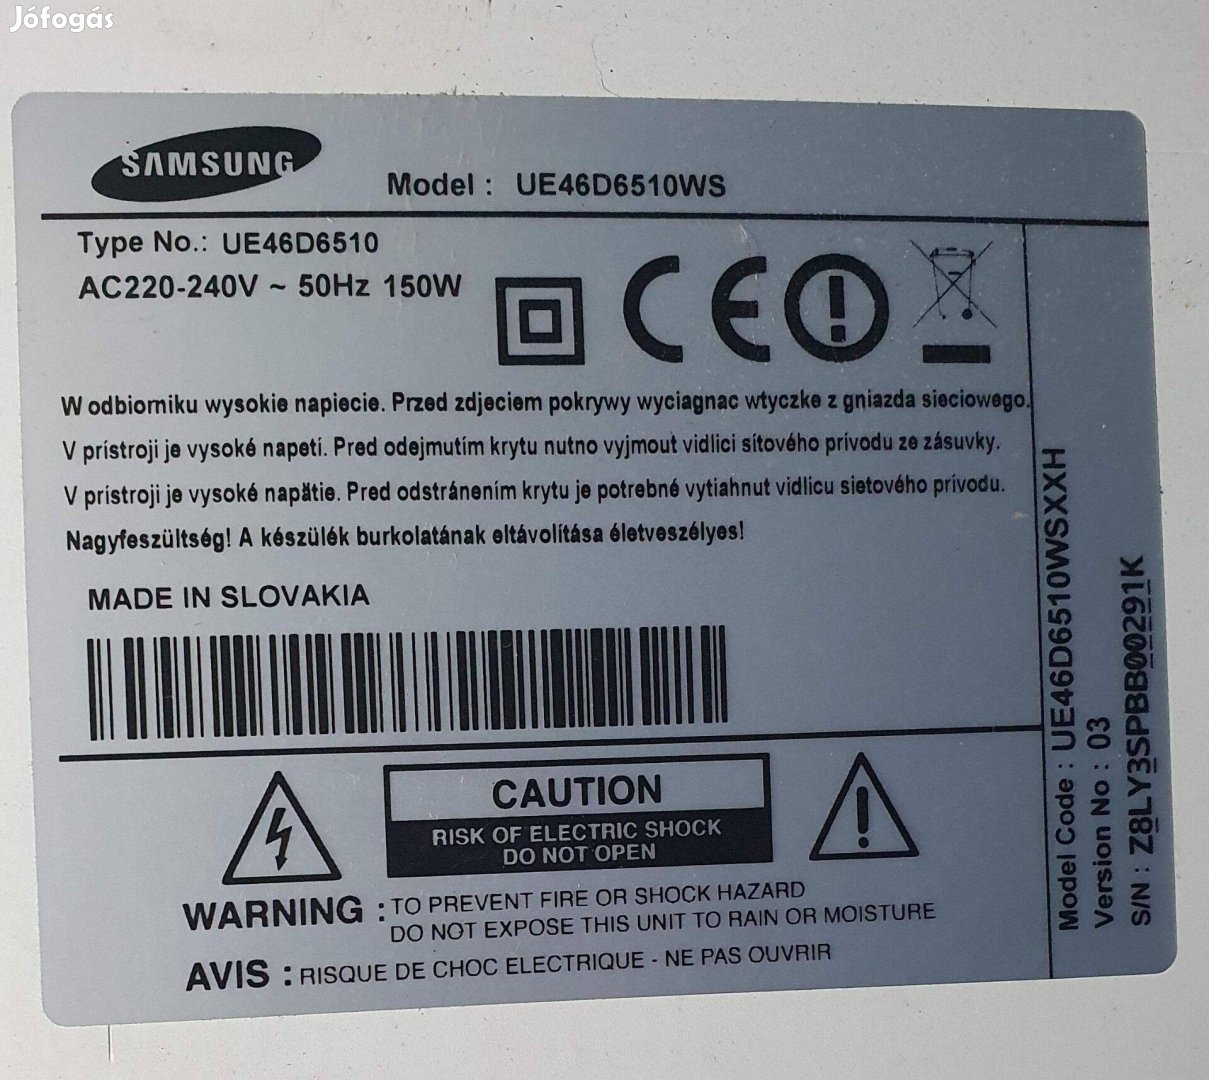 Jófogás
SAMSUNG
Model : UE46D6510WS
Type No.: UE46D6510
AC220-240V ~ 50Hz 150W
CE
W odbiorniku wysokie napiecie. Przed zdjeciem pokrywy wyciagnac wtyczke z gniazda sieciowego.
V prístroji je vysoké napetí. Pred odejmutím krytu nutno vyjmout vidlici sítového prívodu ze zásuvky.
V prístroji je vysoké napätie. Pred odstránením krytu je potrebné vytiahnut vidlicu sietového prívodu.
Nagyfeszültség! A készülék burkolatának eltávolítása életveszélyes!
MADE IN SLOVAKIA
CAUTION
RISK OF ELECTRIC SHOCK
DO NOT OPEN
WARNING : TO PREVENT FIRE OR SHOCK HAZARD
DO NOT EXPOSE THIS UNIT TO RAIN OR MOISTURE
AVIS : RISQUE DE CHOC ELECTRIQUE - NE PAS OUVRIR
Model Code : UE46D6510WSXXH
Version No : 03
S/N : Z8LY3SPBB00291K